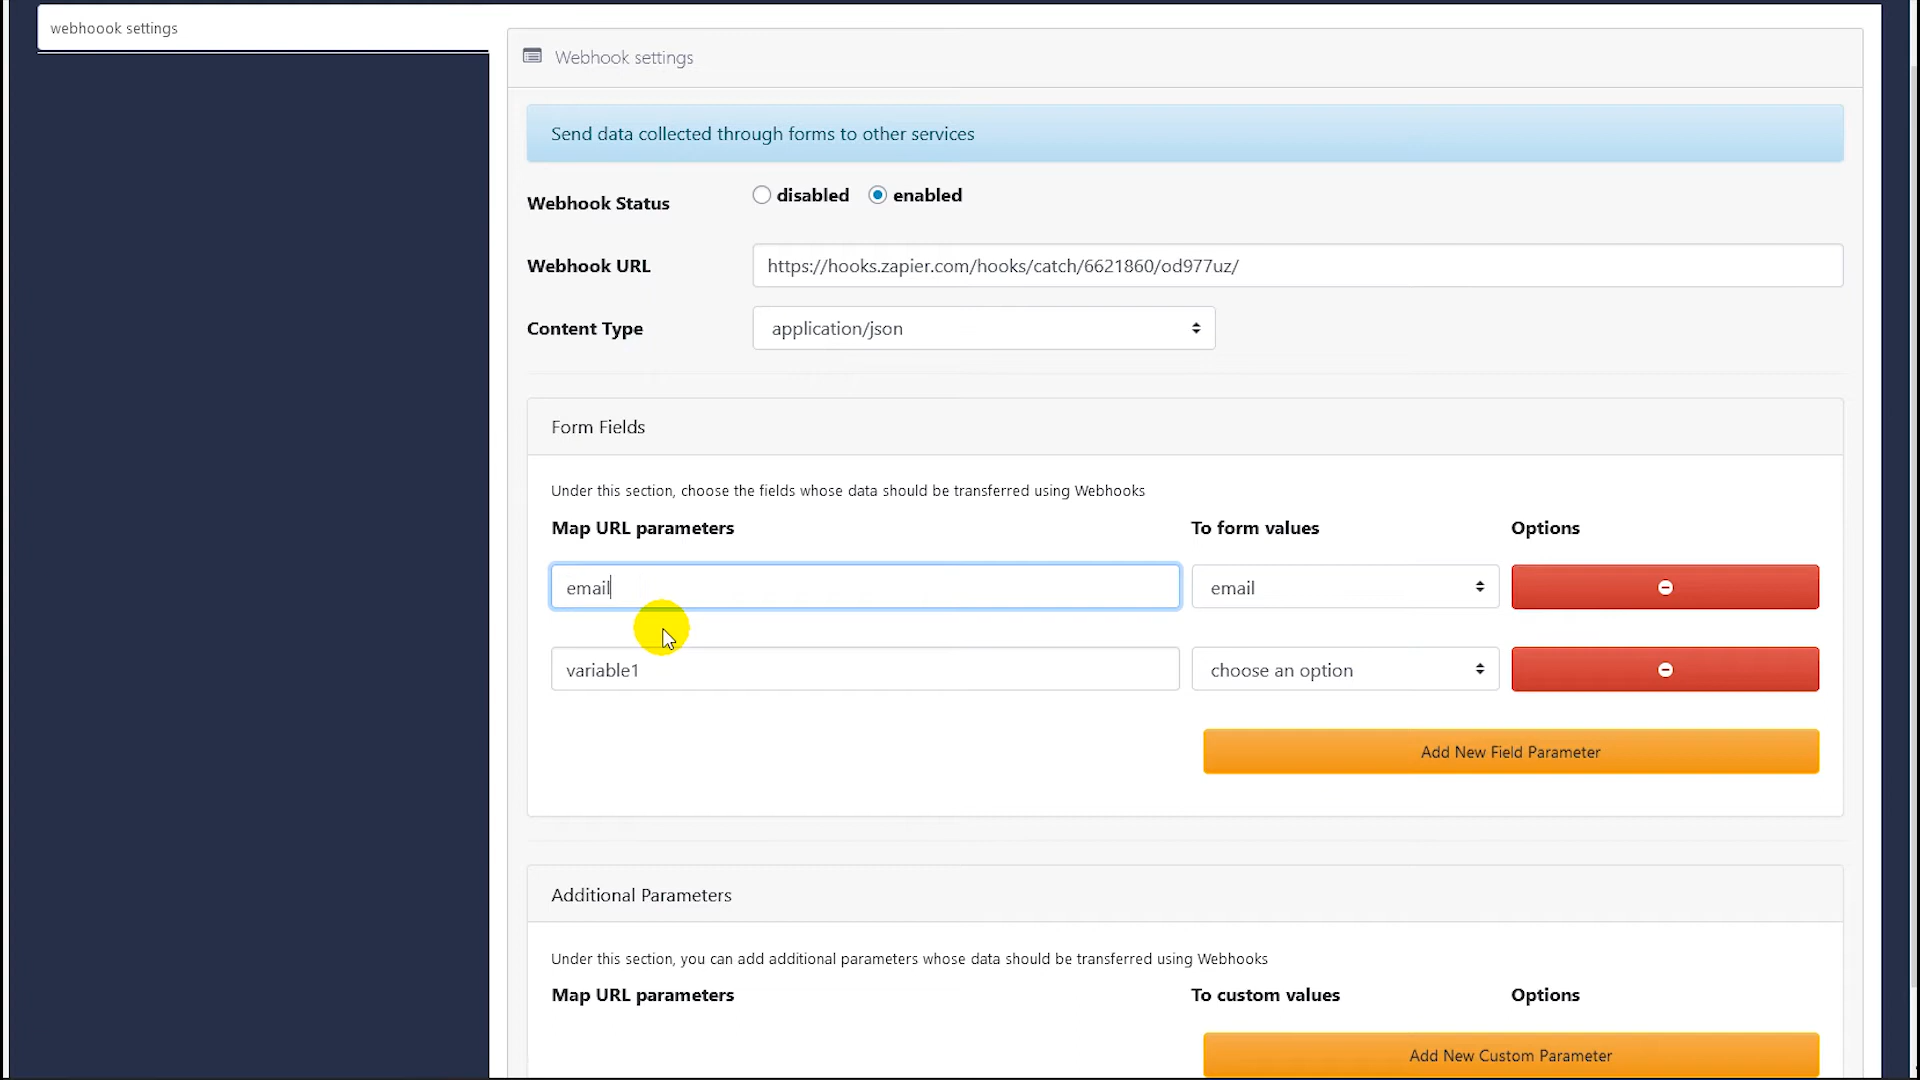 webhoook settings
Webhook settings
Send data collected through forms to other services
Webhook Status
disabled
enabled
Webhook URL
https://hooks.zapier.com/hooks/catch/6621860/od977uz/
Content Type
application/json
Form Fields
Under this section, choose the fields whose data should be transferred using Webhooks
Map URL parameters
To form values
Options
email
email
variable1
choose an option
Add New Field Parameter
Additional Parameters
Under this section, you can add additional parameters whose data should be transferred using Webhooks
Map URL parameters
To custom values
Options
Add New Custom Parameter